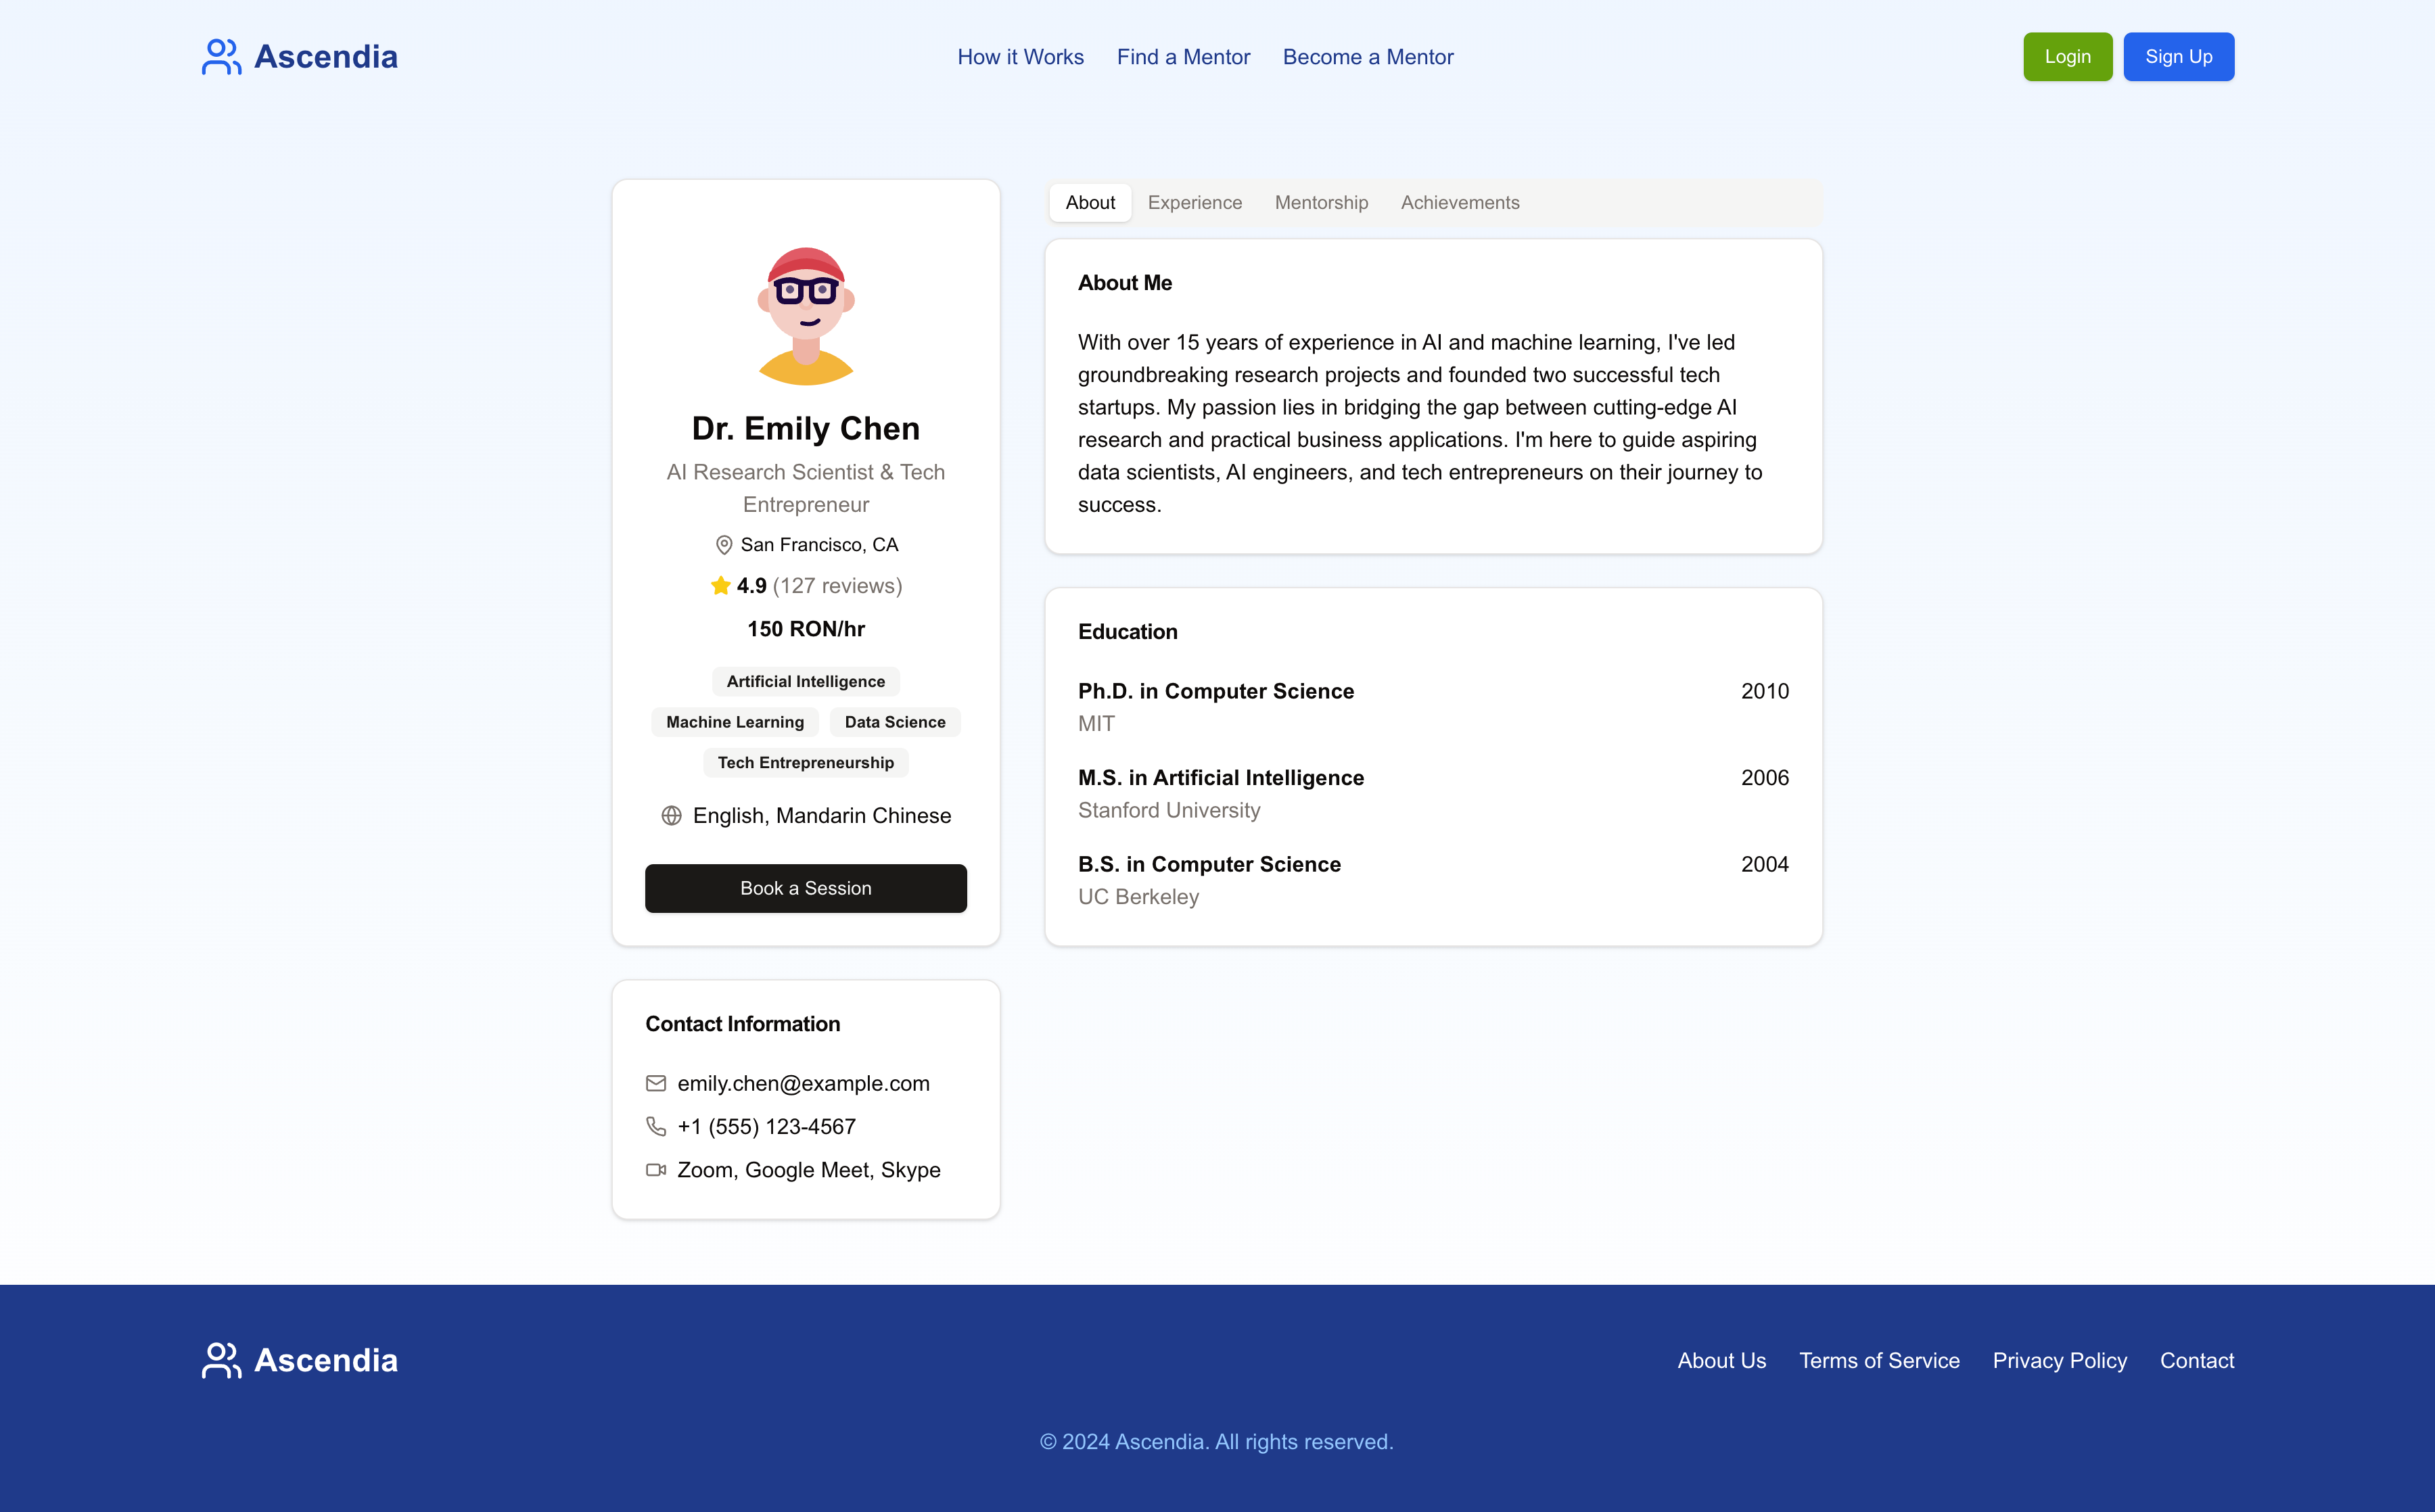 Ascendia
How it Works
Find a Mentor
Become a Mentor
Login
Sign Up
Dr. Emily Chen
AI Research Scientist & Tech
Entrepreneur
San Francisco, CA
4.9 (127 reviews)
150 RON/hr
Artificial Intelligence
Machine Learning
Data Science
Tech Entrepreneurship
English, Mandarin Chinese
Book a Session
Contact Information
emily.chen@example.com
+1 (555) 123-4567
Zoom, Google Meet, Skype
About
Experience
Mentorship
Achievements
About Me
With over 15 years of experience in AI and machine learning, I've led
groundbreaking research projects and founded two successful tech
startups. My passion lies in bridging the gap between cutting-edge AI
research and practical business applications. I'm here to guide aspiring
data scientists, AI engineers, and tech entrepreneurs on their journey to
success.
Education
Ph.D. in Computer Science 2010
MIT
M.S. in Artificial Intelligence 2006
Stanford University
B.S. in Computer Science 2004
UC Berkeley
Ascendia
About Us
Terms of Service
Privacy Policy
Contact
© 2024 Ascendia. All rights reserved.